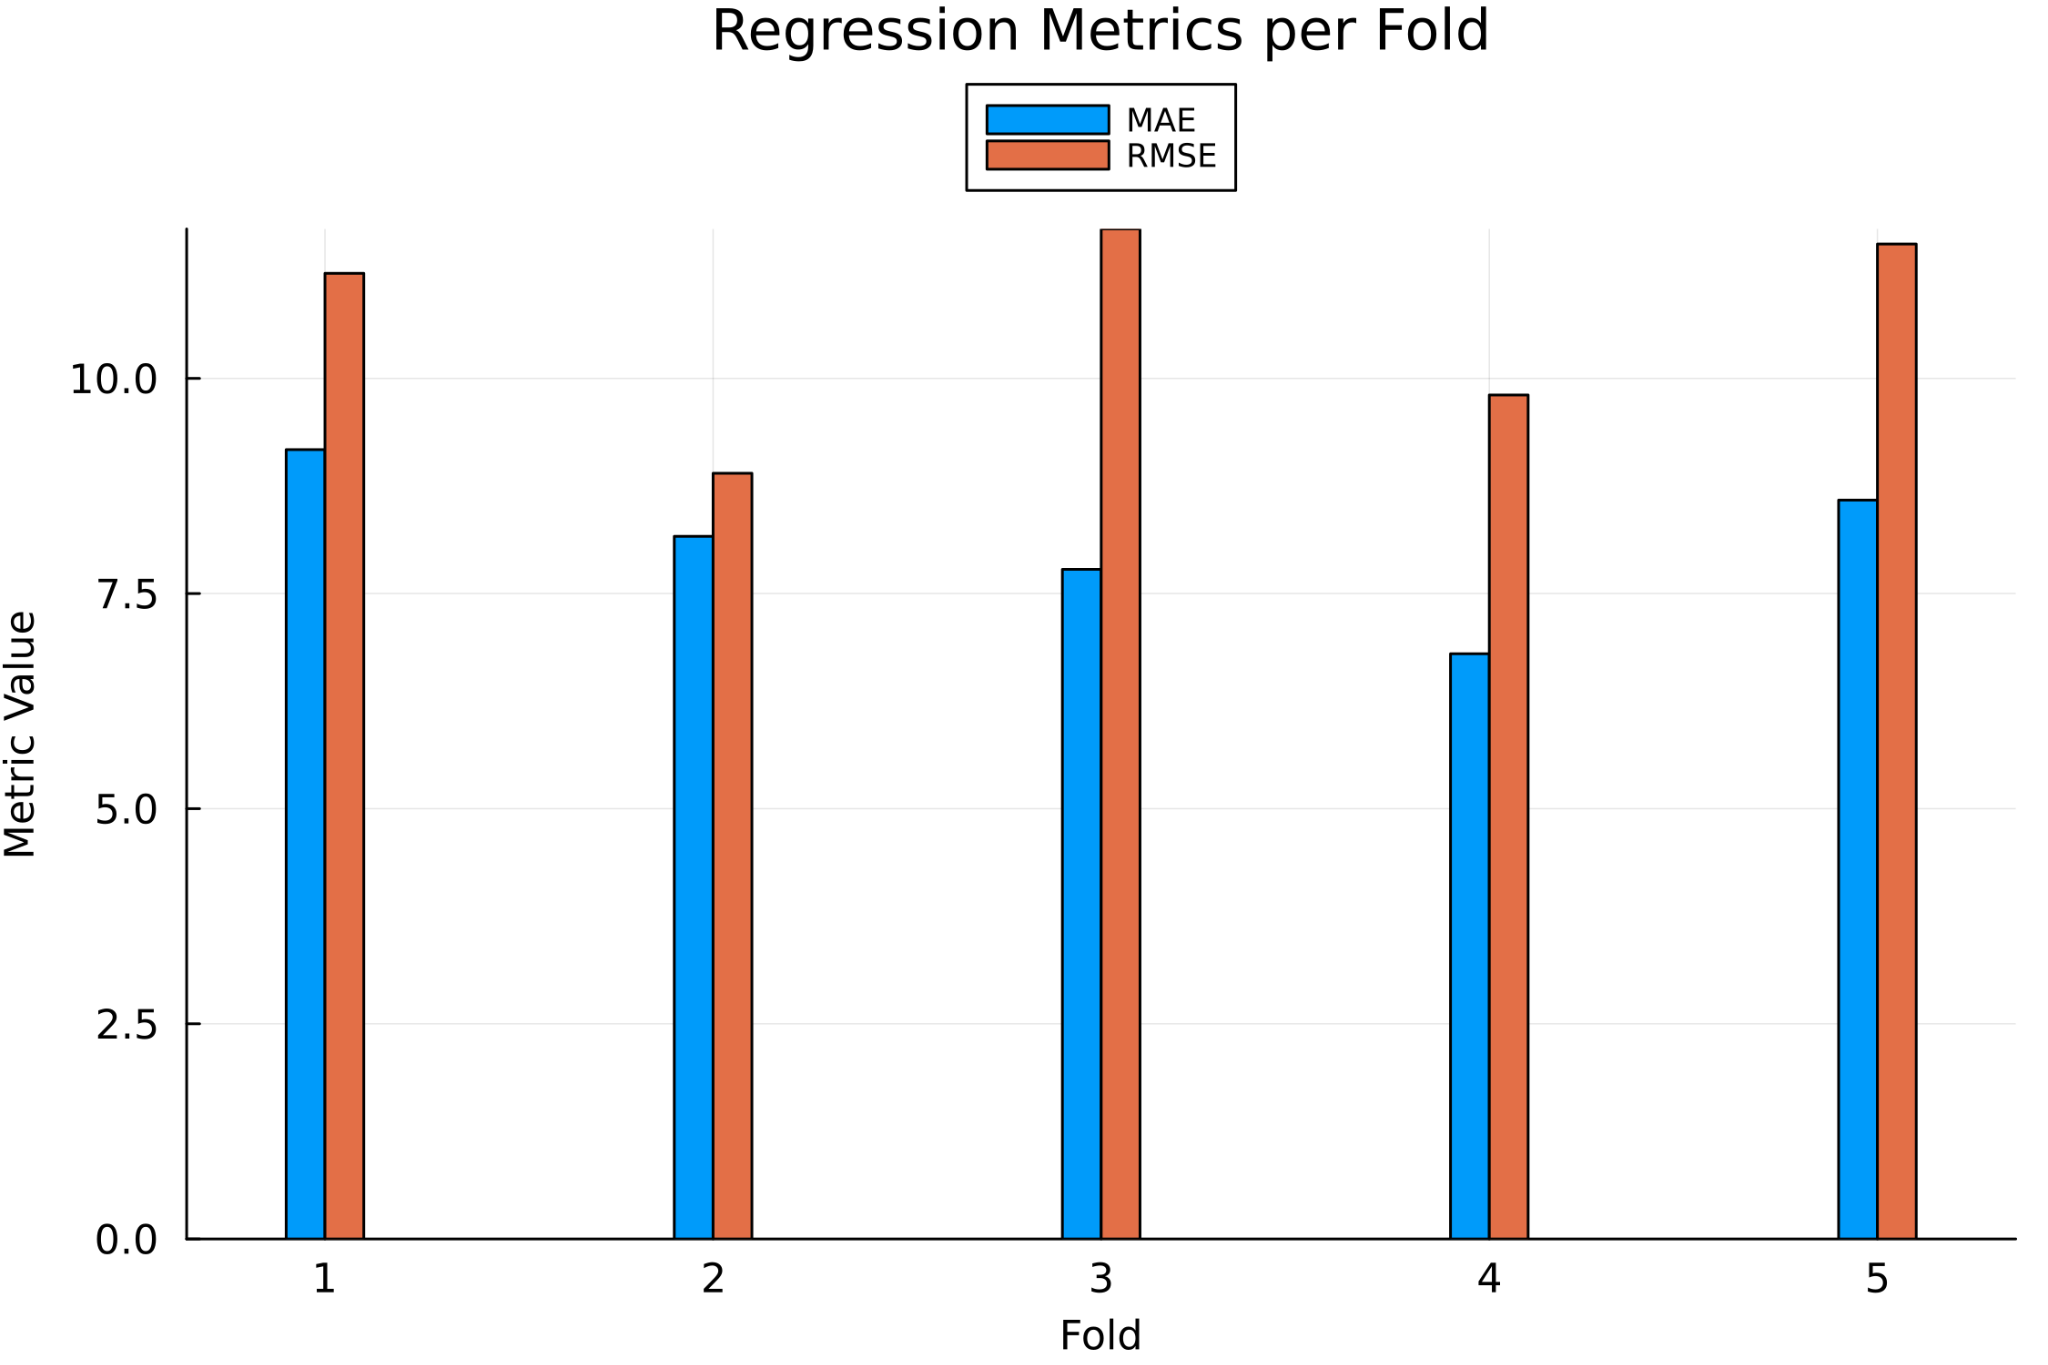 Regression Metrics per Fold
MAE
RMSE
10.0
7.5
5.0
2.5
0.0
Metric Value
1 2 3 4 5
Fold